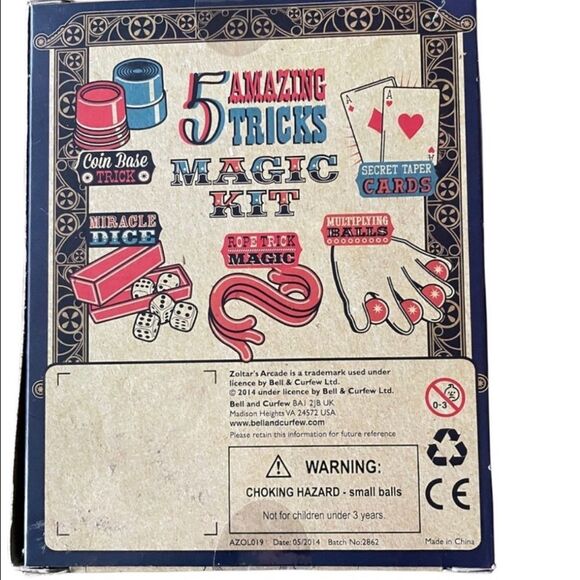 5 AMAZING
TRICKS
MAGIC
KIT
Coin Base
TRICK
A
A
A
SECRET TAPER
CARDS
MIRACLE
DICE
ROPE TRICK
MAGIC
MULTIPLYING
BALLS
Zoltar's Arcade is a trademark used under
licence by Bell & Curfew Ltd.
© 2014 under licence by Bell & Curfew Ltd.
Bell and Curfew BA1 2JB UK
Madison Heights VA 24572 USA.
www.bellandcurfew.com
Please retain this information for future reference
0-3
WARNING:
CHOKING HAZARD - small balls
Not for children under 3 years.
CE
AZOL019 Date: 05/2014 Batch No:2862
Made in China